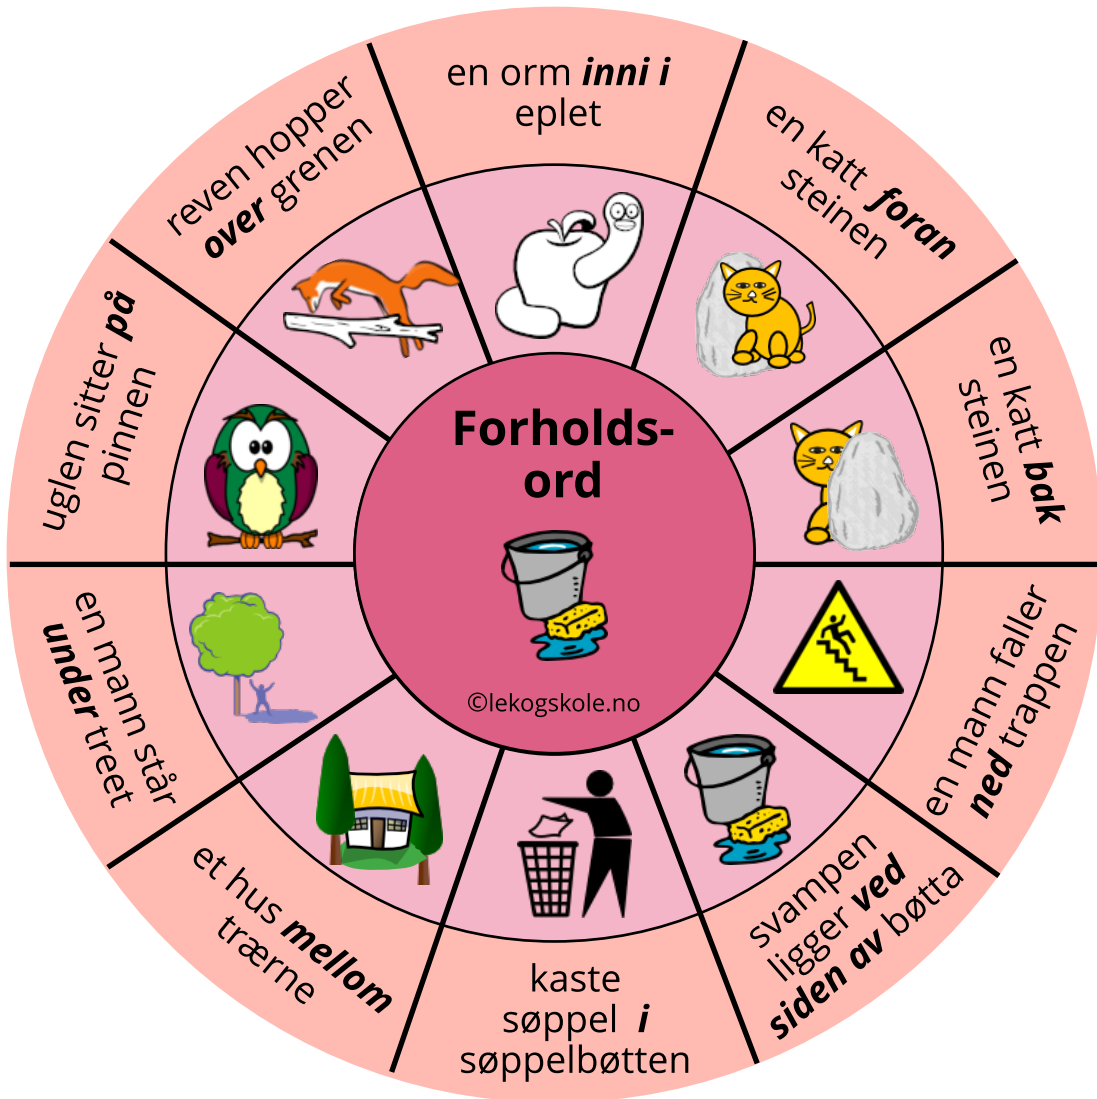 Forholds-
ord
©lekogskole.no
en orm inni i
eplet
en katt foran
steinen
en katt bak
steinen
en mann faller
ned trappen
svampen
ligger ved
siden av bøtta
kaste
søppel i
søppelbøtten
et hus mellom
trærne
en mann står
under treet
uglen sitter på
pinnen
reven hopper
over grenen